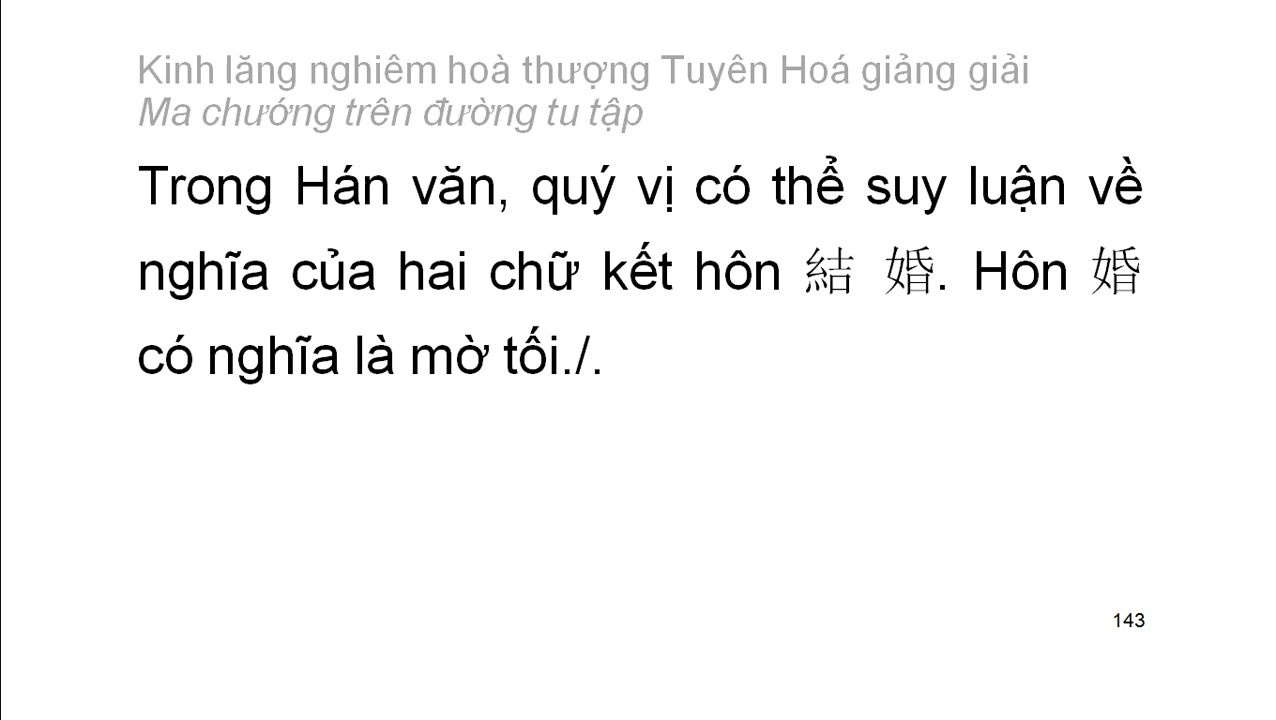 Kinh lăng nghiêm hoà thượng Tuyên Hoá giảng giải
Ma chướng trên đường tu tập
Trong Hán văn, quý vị có thể suy luận về
nghĩa của hai chữ kết hôn 結 婚. Hôn 婚
có nghĩa là mờ tối./.
143